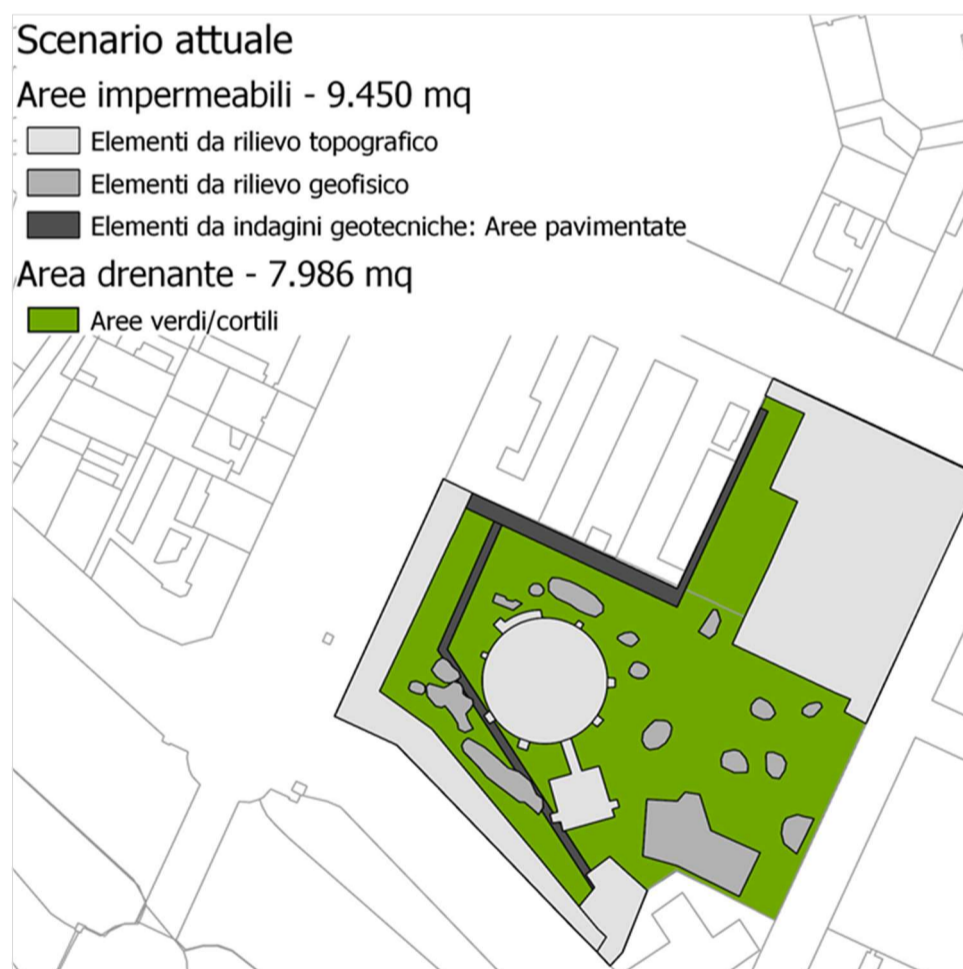 Scenario attuale
Aree impermeabili - 9.450 mq
Elementi da rilievo topografico
Elementi da rilievo geofisico
Elementi da indagini geotecniche: Aree pavimentate
Area drenante - 7.986 mq
Aree verdi/cortili